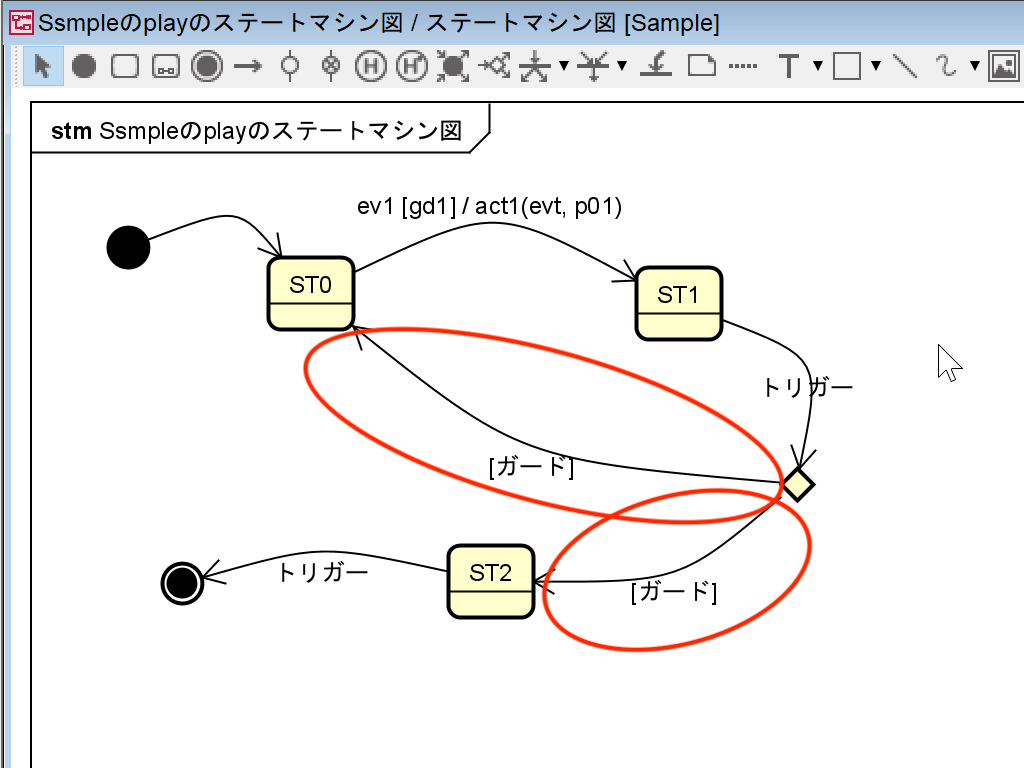 Ssmpleのplayのステートマシン図 / ステートマシン図 [Sample]
stm Ssmpleのplayのステートマシン図
ev1 [gd1] / act1(evt, p01)
ST0
ST1
トリガー
[ガード]
トリガー
ST2
[ガード]